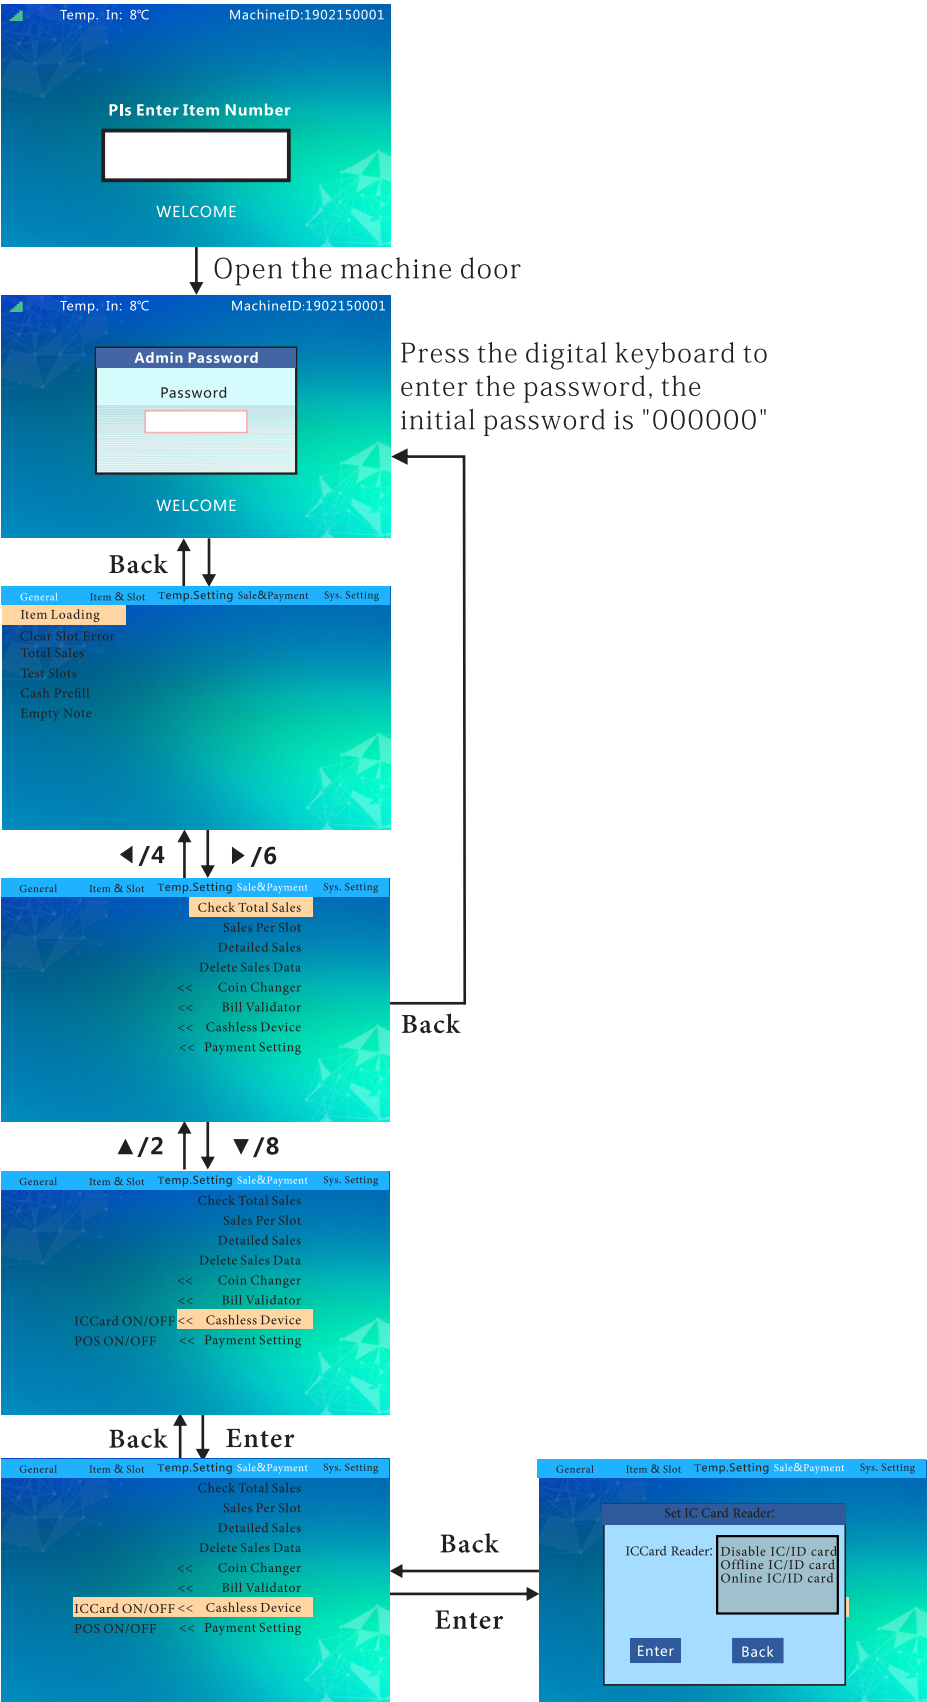 Temp. In: 8℃ MachineID:1902150001
Pls Enter Item Number
WELCOME
Open the machine door
Temp. In: 8℃ MachineID:1902150001
Admin Password
Password
WELCOME
Press the digital keyboard to
enter the password, the
initial password is "000000"
Back
General Item & Slot Temp.Setting Sale&Payment Sys. Setting
Item Loading
Clear Slot Error
Total Sales
Test Slots
Cash Prefill
Empty Note
◀/4 ▶/6
General Item & Slot Temp.Setting Sale&Payment Sys. Setting
Check Total Sales
Sales Per Slot
Detailed Sales
Delete Sales Data
<< Coin Changer
<< Bill Validator
<< Cashless Device
<< Payment Setting
Back
▲/2 ▼/8
General Item & Slot Temp.Setting Sale&Payment Sys. Setting
Check Total Sales
Sales Per Slot
Detailed Sales
Delete Sales Data
<< Coin Changer
<< Bill Validator
ICCard ON/OFF << Cashless Device
POS ON/OFF << Payment Setting
Back Enter
General Item & Slot Temp.Setting Sale&Payment Sys. Setting
Check Total Sales
Sales Per Slot
Detailed Sales
Delete Sales Data
<< Coin Changer
<< Bill Validator
ICCard ON/OFF << Cashless Device
POS ON/OFF << Payment Setting
Back
Enter
General Item & Slot Temp.Setting Sale&Payment Sys. Setting
Set IC Card Reader:
ICCard Reader: Disable IC/ID card
Offline IC/ID card
Online IC/ID card
Enter Back